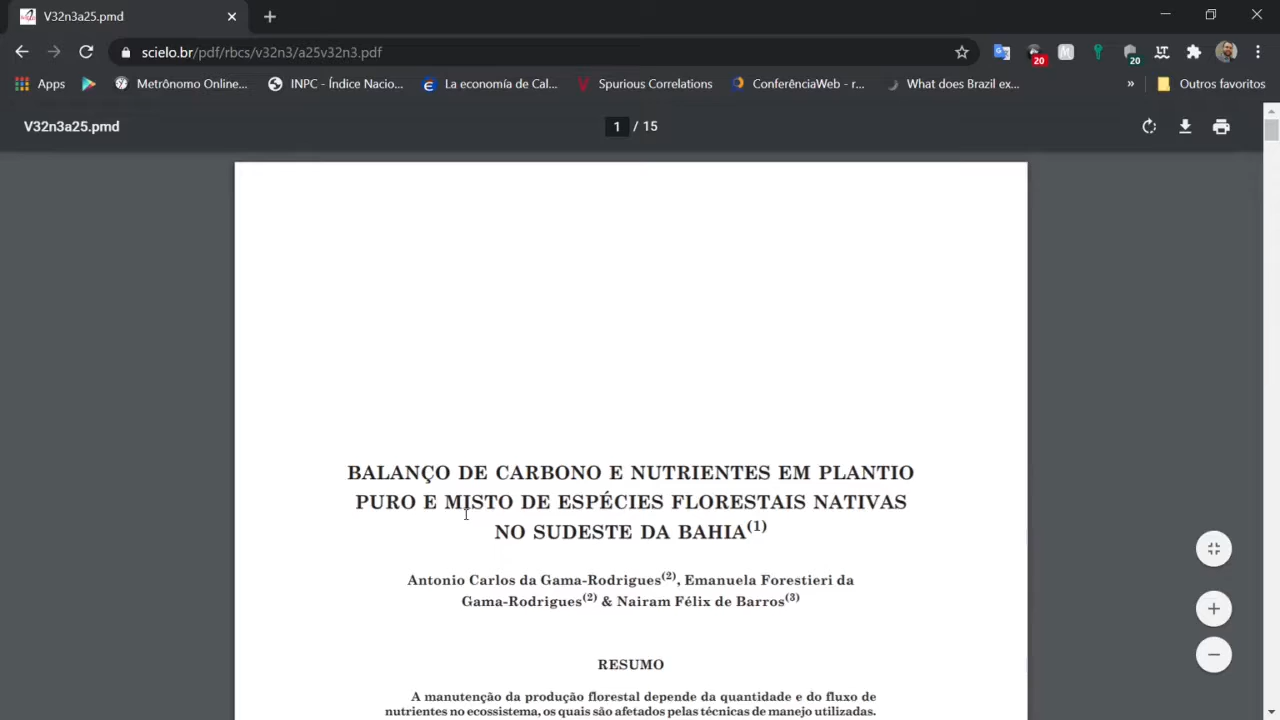 V32n3a25.pmd
scielo.br/pdf/rbcs/v32n3/a25v32n3.pdf
20
M
20
Apps
Metrônomo Online...
INPC - Índice Nacio...
La economía de Cal...
Spurious Correlations
ConferênciaWeb - r...
What does Brazil ex...
»
Outros favoritos
V32n3a25.pmd
1 / 15
BALANÇO DE CARBONO E NUTRIENTES EM PLANTIO
PURO E MISTO DE ESPÉCIES FLORESTAIS NATIVAS
NO SUDESTE DA BAHIA(1)
Antonio Carlos da Gama-Rodrigues(2), Emanuela Forestieri da
Gama-Rodrigues(2) & Nairam Félix de Barros(3)
RESUMO
A manutenção da produção florestal depende da quantidade e do fluxo de
nutrientes no ecossistema, os quais são afetados pelas técnicas de manejo utilizadas.